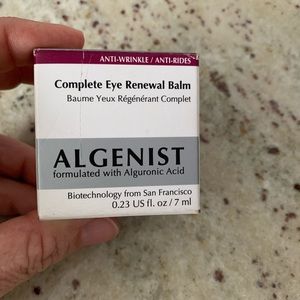 ANTI-WRINKLE / ANTI-RIDES
Complete Eye Renewal Balm
Baume Yeux Régénérant Complet
ALGENIST
formulated with Alguronic Acid
Biotechnology from San Francisco
0.23 US fl. oz / 7 ml